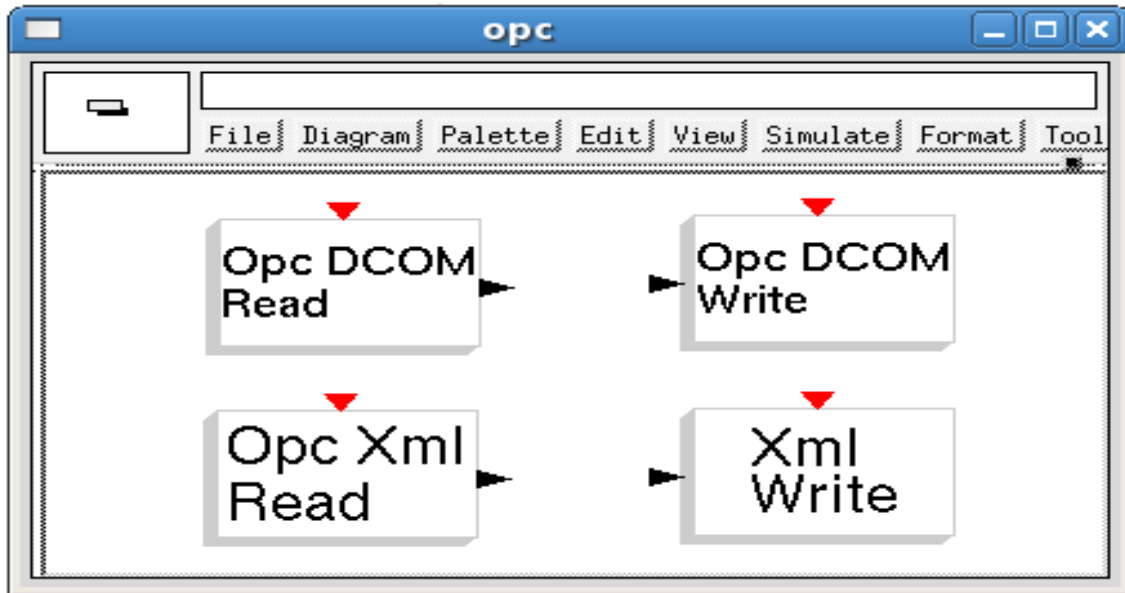 opc
File Diagram Palette Edit View Simulate Format Tool
Opc DCOM
Read
Opc DCOM
Write
Opc Xml
Read
Xml
Write